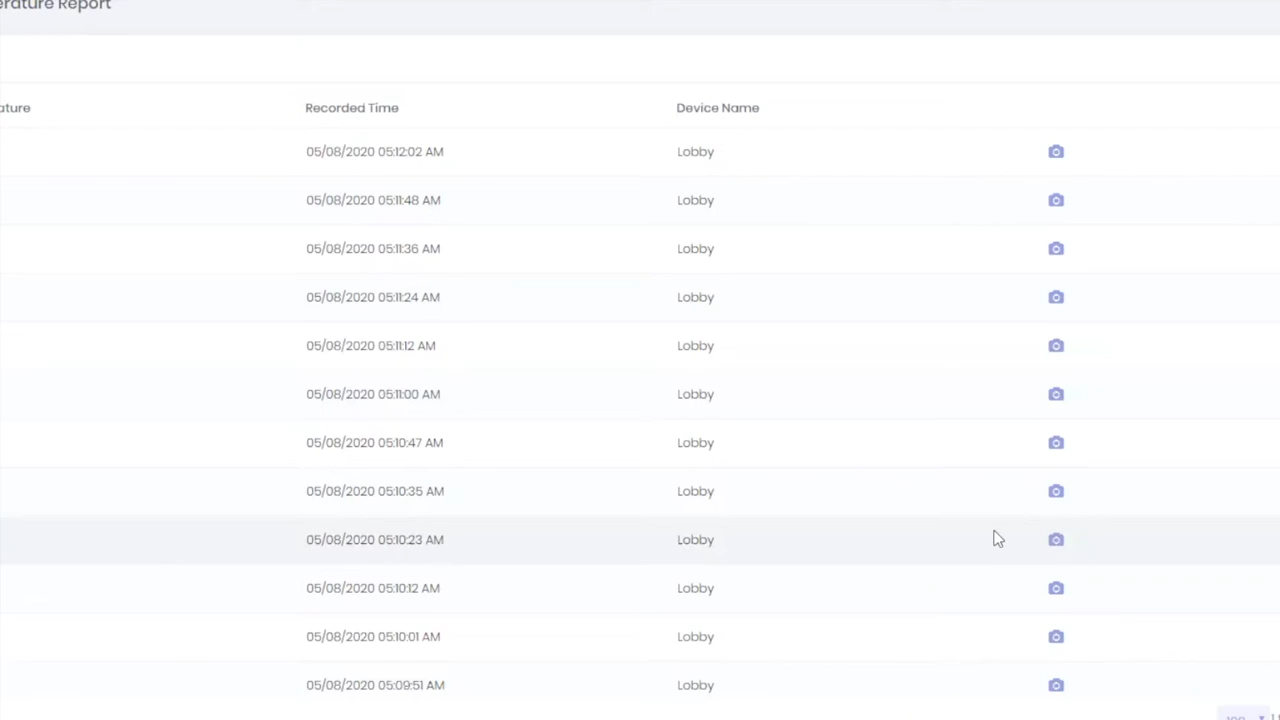 erature Report
ature Recorded Time Device Name
05/08/2020 05:12:02 AM Lobby
05/08/2020 05:11:48 AM Lobby
05/08/2020 05:11:36 AM Lobby
05/08/2020 05:11:24 AM Lobby
05/08/2020 05:11:12 AM Lobby
05/08/2020 05:11:00 AM Lobby
05/08/2020 05:10:47 AM Lobby
05/08/2020 05:10:35 AM Lobby
05/08/2020 05:10:23 AM Lobby
05/08/2020 05:10:12 AM Lobby
05/08/2020 05:10:01 AM Lobby
05/08/2020 05:09:51 AM Lobby